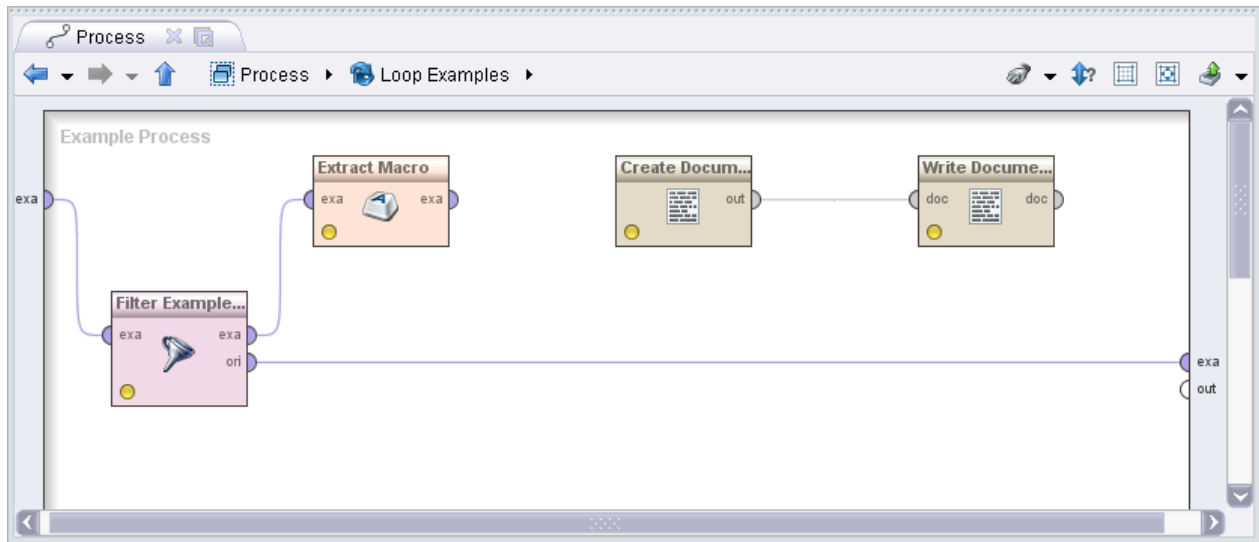 Process
Process Loop Examples
Example Process
Extract Macro
exa exa
Create Docum...
out
Write Docume...
doc doc
exa
Filter Example...
exa exa
ori
exa
out